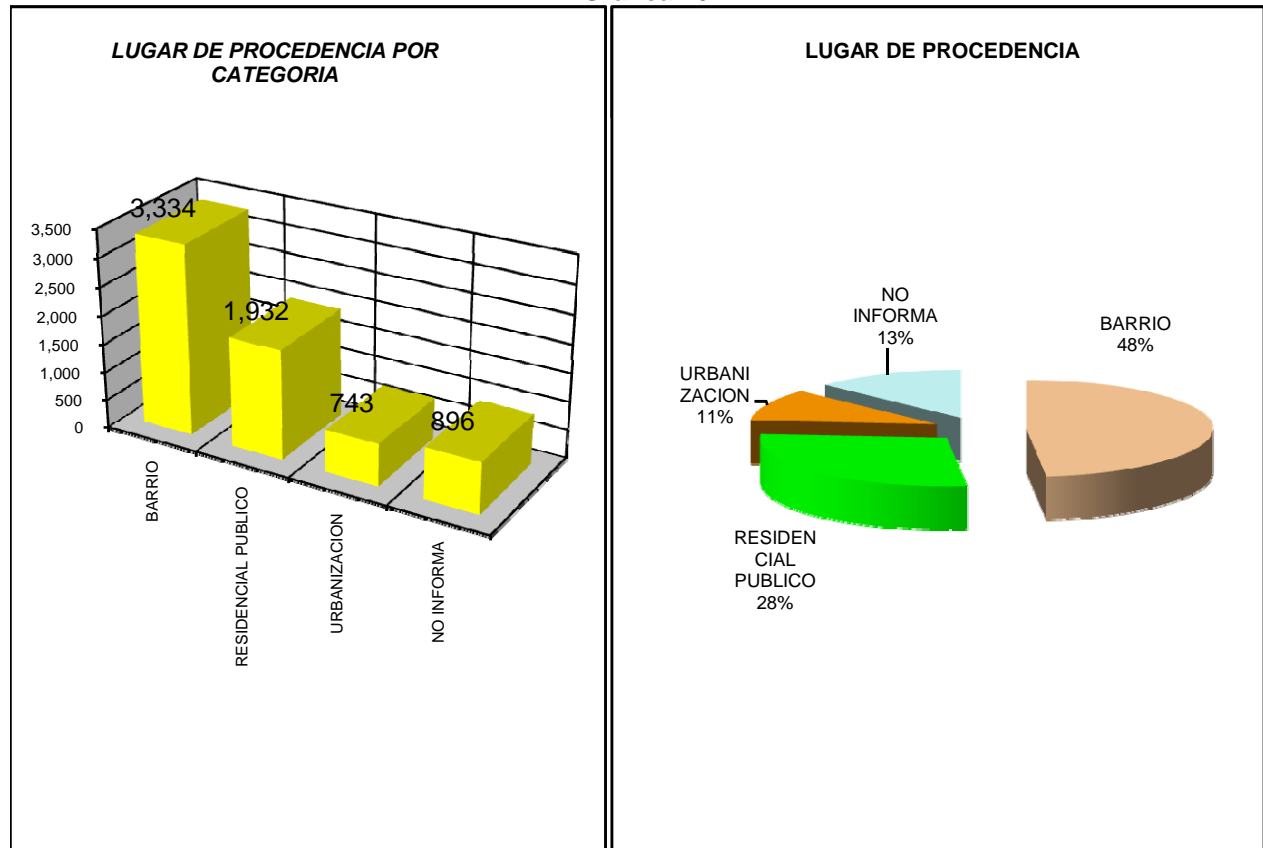 LUGAR DE PROCEDENCIA POR
CATEGORIA
3,500
3,000
2,500
2,000
1,500
1,000
500
0
3,334
1,932
743
896
BARRIO
RESIDENCIAL PUBLICO
URBANIZACION
NO INFORMA
LUGAR DE PROCEDENCIA
NO
INFORMA
13%
BARRIO
48%
URBANI
ZACION
11%
RESIDEN
CIAL
PUBLICO
28%